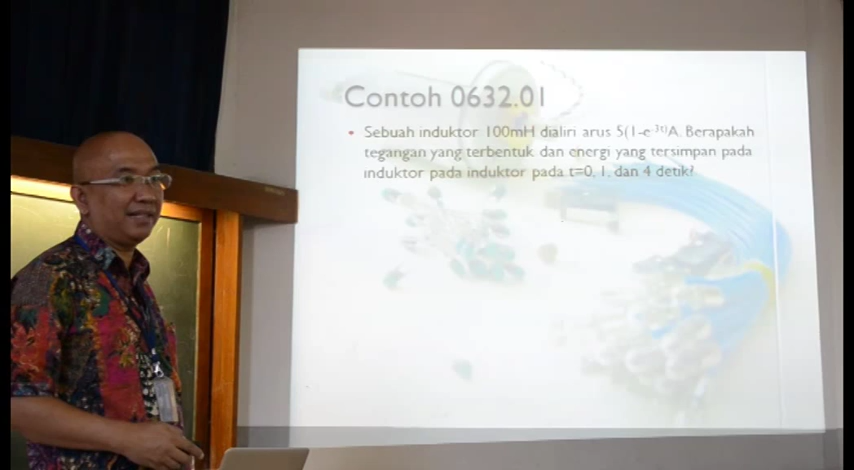 Contoh 0632.01
• Sebuah induktor 100mH dialiri arus 5(1-e⁻³ᵗ)A. Berapakah
tegangan yang terbentuk dan energi yang tersimpan pada
induktor pada induktor pada t=0, 1, dan 4 detik?